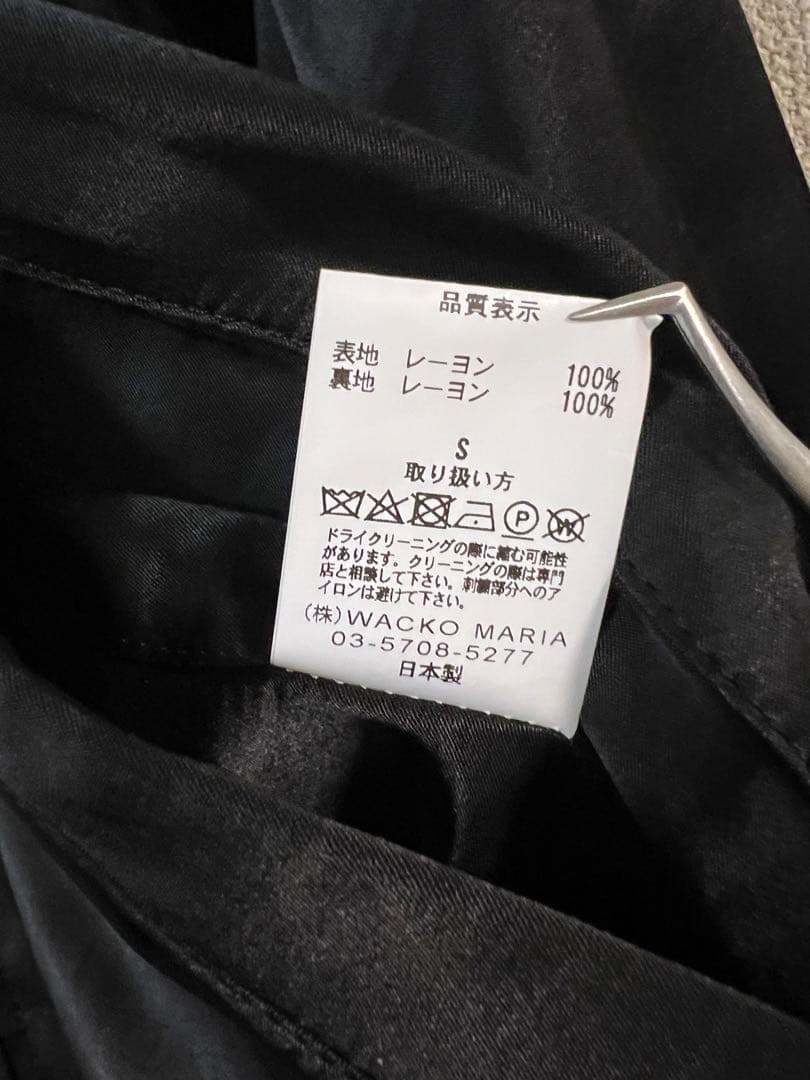 品質表示
表地 レーヨン 100%
裏地 レーヨン 100%
S
取り扱い方
P W
ドライクリーニングの際に縮む可能性
があります。クリーニングの際は専門
店と相談して下さい。刺繍部分へのア
イロンは避けて下さい。
(株)WACKO MARIA
03-5708-5277
日本製